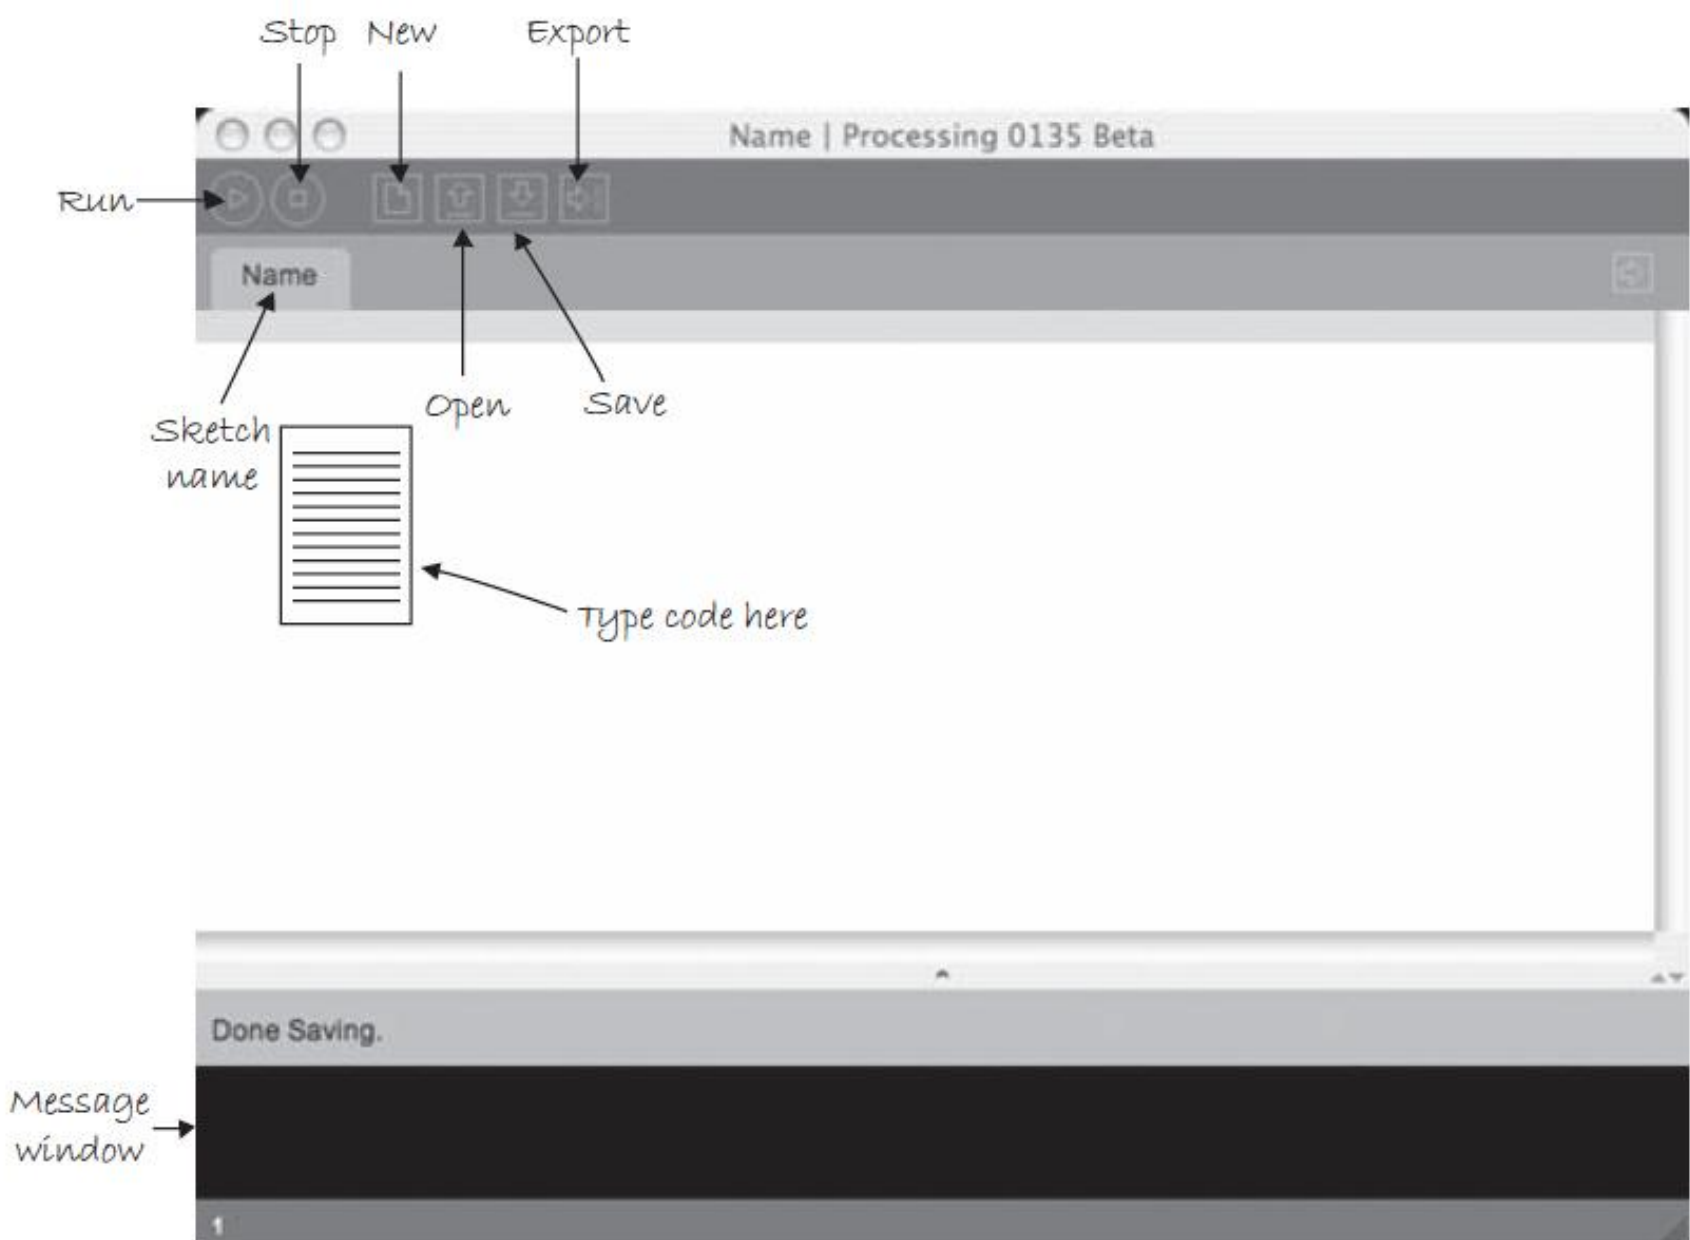 Stop New Export
Name | Processing 0135 Beta
Run
Name
Open Save
Sketch
name
Type code here
Done Saving.
Message
window
1